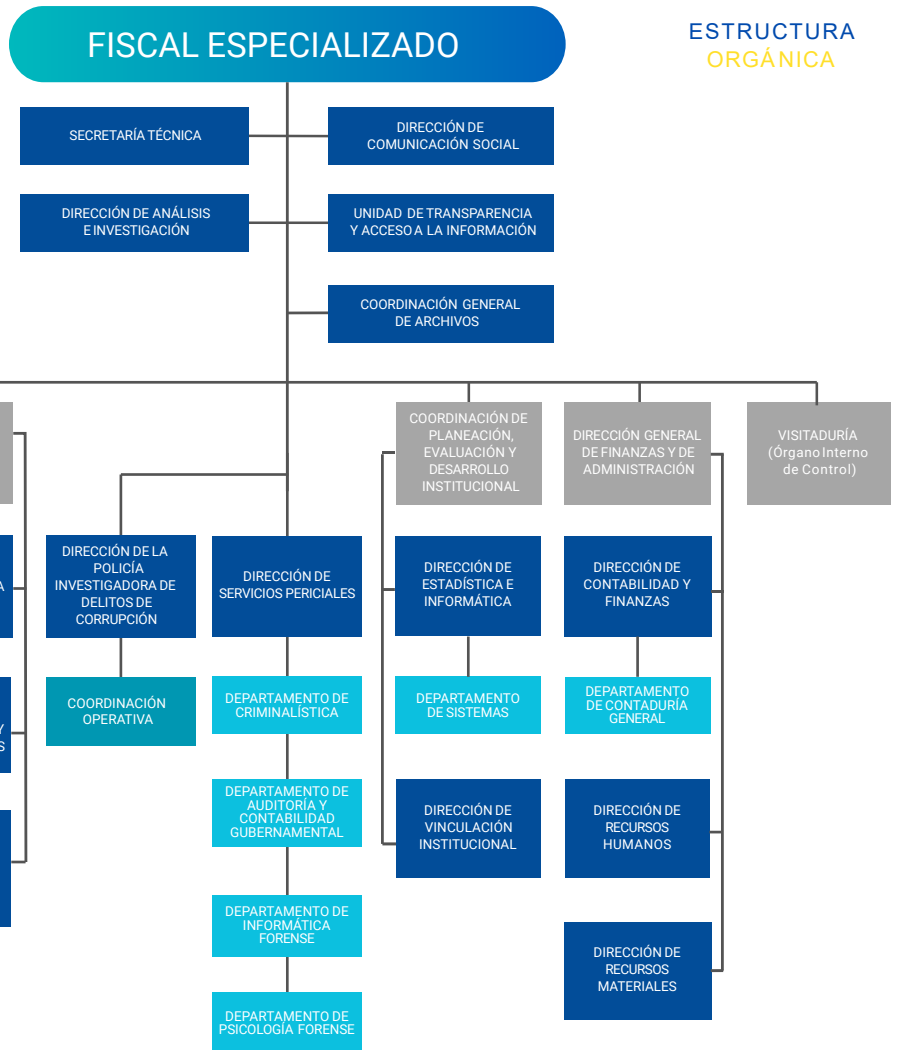 FISCAL ESPECIALIZADO
ESTRUCTURA
ORGÁNICA
SECRETARÍA TÉCNICA
DIRECCIÓN DE
COMUNICACIÓN SOCIAL
DIRECCIÓN DE ANÁLISIS
E INVESTIGACIÓN
UNIDAD DE TRANSPARENCIA
Y ACCESO A LA INFORMACIÓN
COORDINACIÓN GENERAL
DE ARCHIVOS
COORDINACIÓN DE
PLANEACIÓN,
EVALUACIÓN Y
DESARROLLO
INSTITUCIONAL
DIRECCIÓN GENERAL
DE FINANZAS Y DE
ADMINISTRACIÓN
VISITADURÍA
(Órgano Interno
de Control)
A
DIRECCIÓN DE LA
POLICÍA
INVESTIGADORA DE
DELITOS DE
CORRUPCIÓN
DIRECCIÓN DE
SERVICIOS PERICIALES
DIRECCIÓN DE
ESTADÍSTICA E
INFORMÁTICA
DIRECCIÓN DE
CONTABILIDAD Y
FINANZAS
Y
S
COORDINACIÓN
OPERATIVA
DEPARTAMENTO DE
CRIMINALÍSTICA
DEPARTAMENTO
DE SISTEMAS
DEPARTAMENTO
DE CONTADURÍA
GENERAL
DEPARTAMENTO DE
AUDITORÍA Y
CONTABILIDAD
GUBERNAMENTAL
DIRECCIÓN DE
VINCULACIÓN
INSTITUCIONAL
DIRECCIÓN DE
RECURSOS
HUMANOS
DEPARTAMENTO DE
INFORMÁTICA
FORENSE
DIRECCIÓN DE
RECURSOS
MATERIALES
DEPARTAMENTO DE
PSICOLOGÍA FORENSE